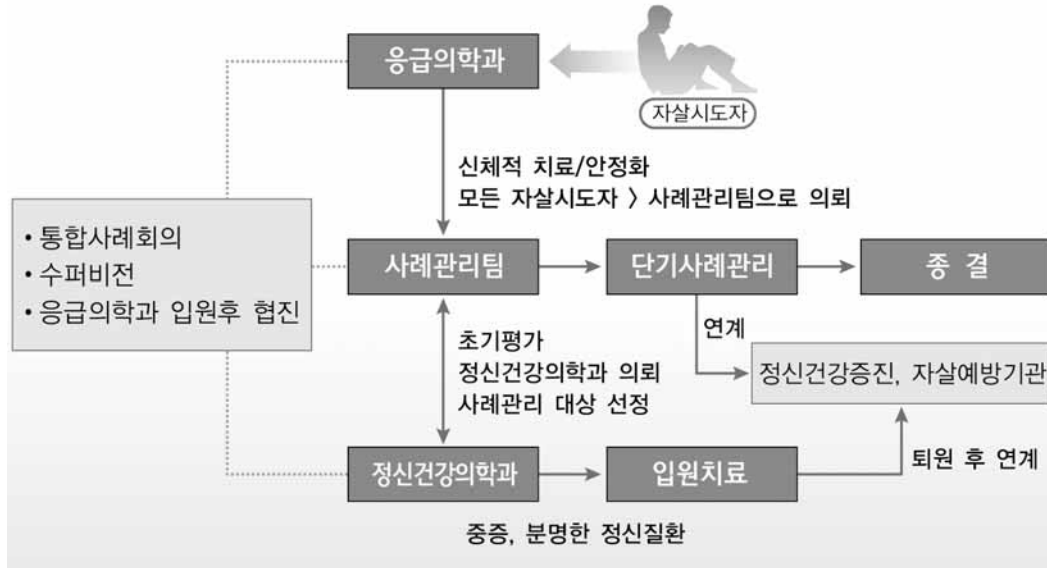 응급의학과
자살시도자
신체적 치료/안정화
모든 자살시도자 〉 사례관리팀으로 의뢰
• 통합사례회의
• 수퍼비전
• 응급의학과 입원후 협진
사례관리팀
단기사례관리
종 결
초기평가
정신건강의학과 의뢰
사례관리 대상 선정
연계
정신건강증진, 자살예방기관
정신건강의학과
입원치료
퇴원 후 연계
중증, 분명한 정신질환